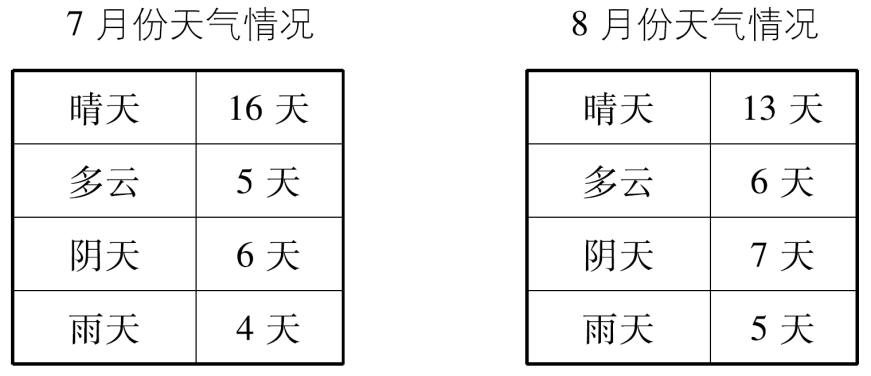 7 月份天气情况
晴天 16 天
多云 5 天
阴天 6 天
雨天 4 天
8 月份天气情况
晴天 13 天
多云 6 天
阴天 7 天
雨天 5 天